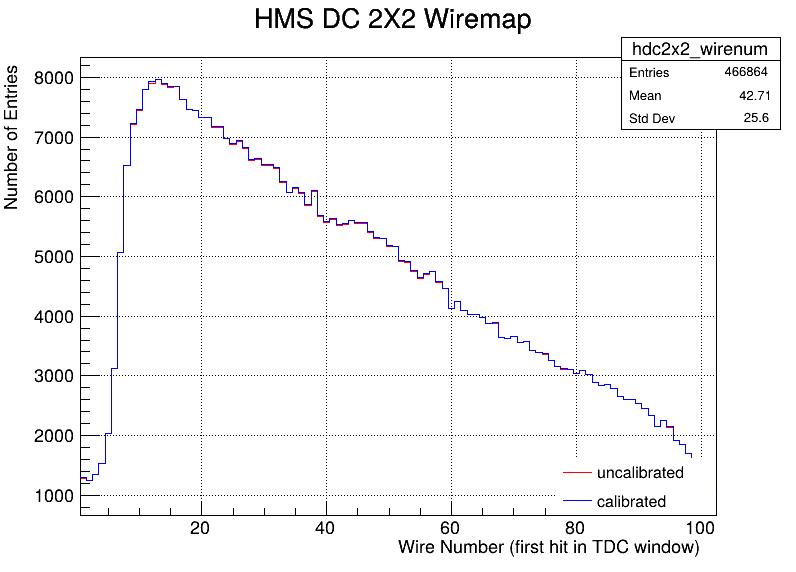 HMS DC 2X2 Wiremap
hdc2x2_wirenum
Entries 466864
Mean 42.71
Std Dev 25.6
Number of Entries
8000
7000
6000
5000
4000
3000
2000
1000
uncalibrated
calibrated
20 40 60 80 100
Wire Number (first hit in TDC window)